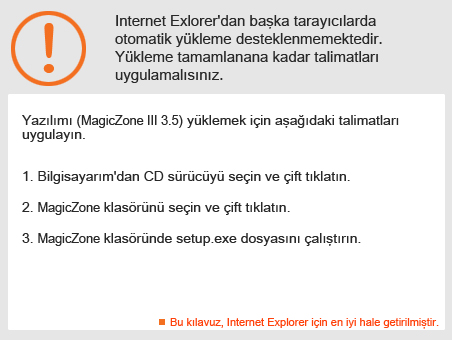 Internet Exlorer'dan başka tarayıcılarda
otomatik yükleme desteklenmemektedir.
Yükleme tamamlanana kadar talimatları
uygulamalısınız.
Yazılımı (MagicZone III 3.5) yüklemek için aşağıdaki talimatları
uygulayın.
1. Bilgisayarım'dan CD sürücüyü seçin ve çift tıklatın.
2. MagicZone klasörünü seçin ve çift tıklatın.
3. MagicZone klasöründe setup.exe dosyasını çalıştırın.
Bu kılavuz, Internet Explorer için en iyi hale getirilmiştir.